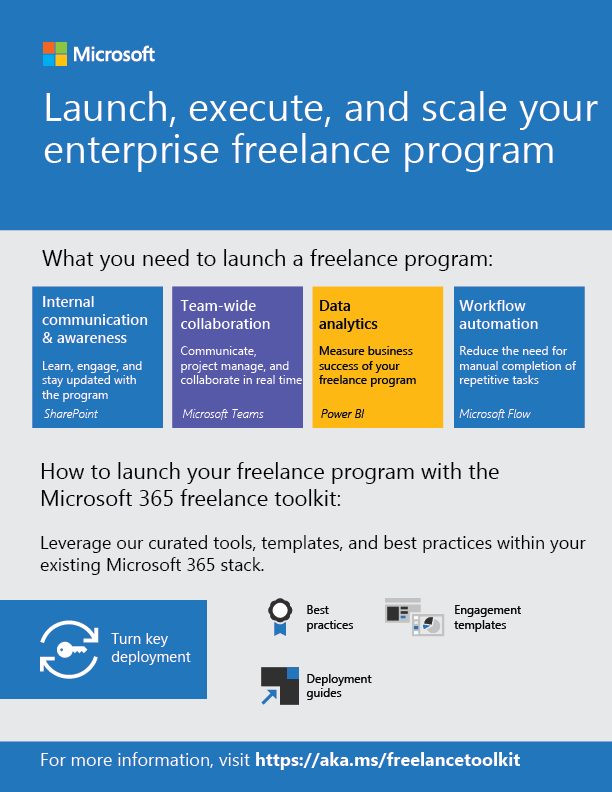 Microsoft
Launch, execute, and scale your
enterprise freelance program
What you need to launch a freelance program:
Internal
communication
& awareness
Learn, engage, and
stay updated with
the program
SharePoint
Team-wide
collaboration
Communicate,
project manage, and
collaborate in real time
Microsoft Teams
Data
analytics
Measure business
success of your
freelance program
Power BI
Workflow
automation
Reduce the need for
manual completion of
repetitive tasks
Microsoft Flow
How to launch your freelance program with the
Microsoft 365 freelance toolkit:
Leverage our curated tools, templates, and best practices within your
existing Microsoft 365 stack.
Turn key
deployment
Best
practices
Engagement
templates
Deployment
guides
For more information, visit https://aka.ms/freelancetoolkit